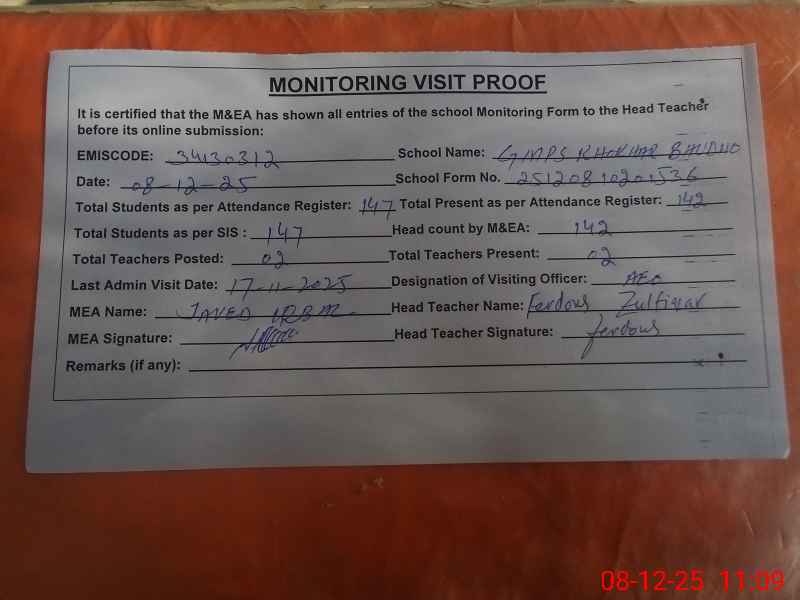 MONITORING VISIT PROOF
It is certified that the M&EA has shown all entries of the school Monitoring Form to the Head Teacher
before its online submission:
EMISCODE: 34130312 School Name: GMPS KHOKHAR
Date: 08-12-25 School Form No. 2512081020
Total Students as per Attendance Register: 147 Total Present as per Attendance Register: 142
Total Students as per SIS : 147 Head count by M&EA: 142
Total Teachers Posted: 02 Total Teachers Present: 02
Last Admin Visit Date: 17-11-2025 Designation of Visiting Officer: AEO
MEA Name: JAVED IQBAL Head Teacher Name: Ferdous Zulfiqar
MEA Signature: Head Teacher Signature: ferdous
Remarks (if any):
08-12-25 11:09